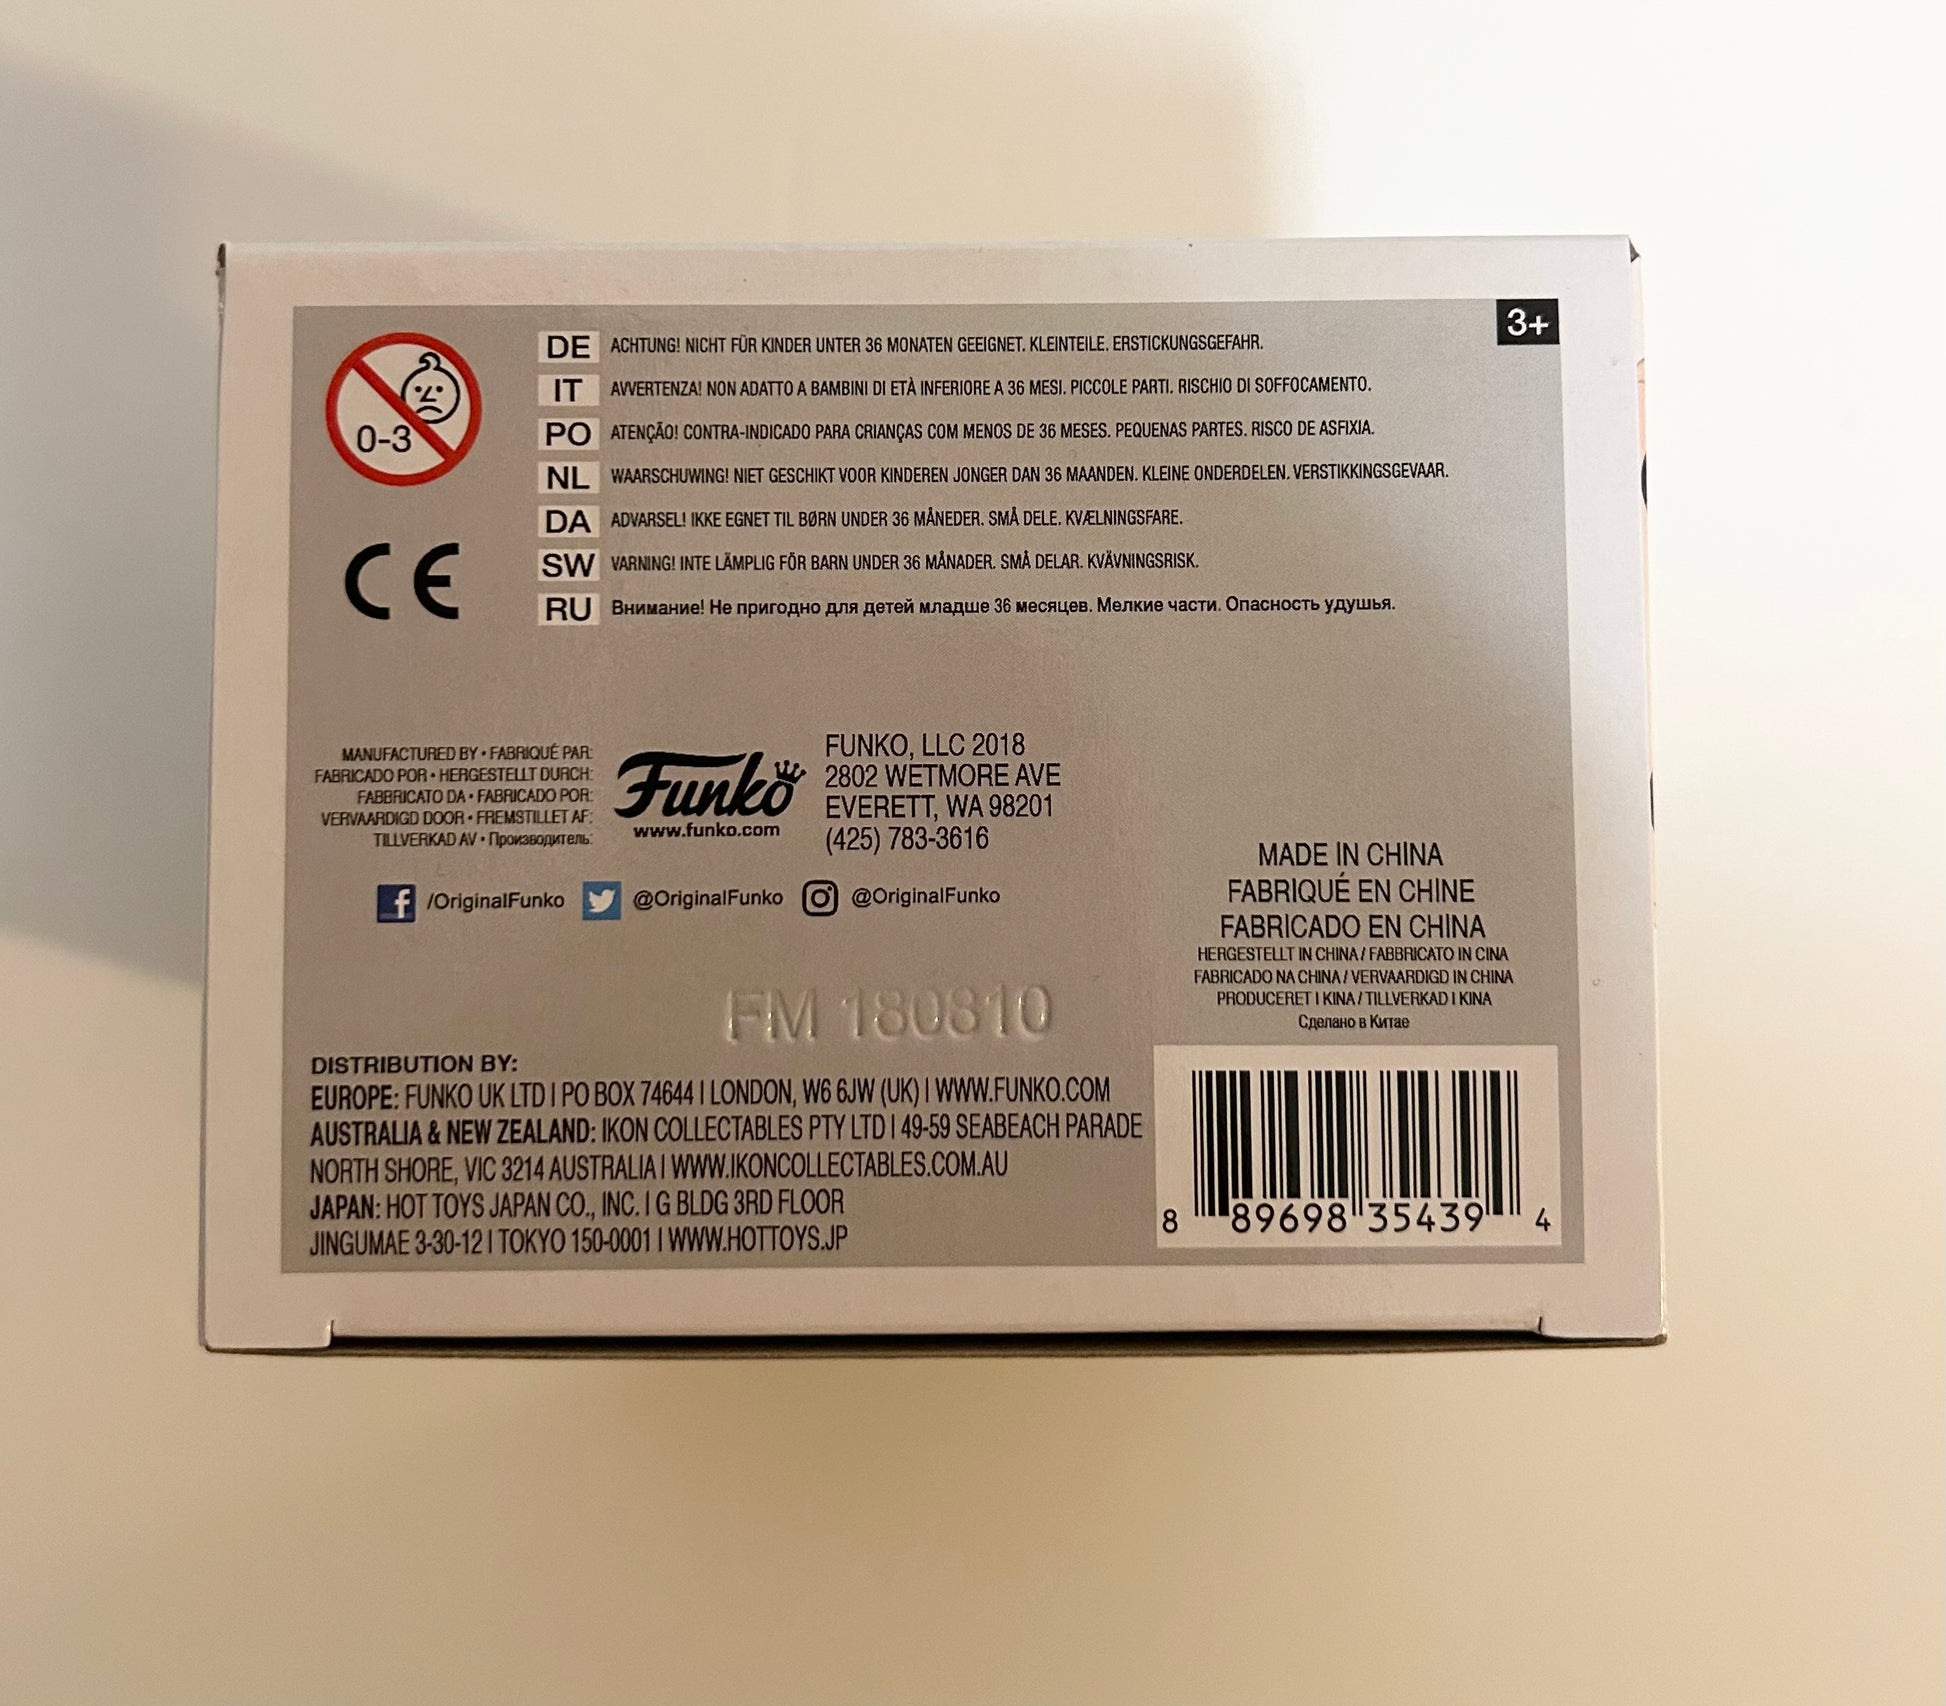 3+
0-3
DE ACHTUNG! NICHT FÜR KINDER UNTER 36 MONATEN GEEIGNET. KLEINTEILE. ERSTICKUNGSGEFAHR.
IT AVVERTENZA! NON ADATTO A BAMBINI DI ETÀ INFERIORE A 36 MESI. PICCOLE PARTI. RISCHIO DI SOFFOCAMENTO.
PO ATENÇÃO! CONTRA-INDICADO PARA CRIANÇAS COM MENOS DE 36 MESES. PEQUENAS PARTES. RISCO DE ASFIXIA.
NL WAARSCHUWING! NIET GESCHIKT VOOR KINDEREN JONGER DAN 36 MAANDEN. KLEINE ONDERDELEN. VERSTIKKINGSGEVAAR.
DA ADVARSEL! IKKE EGNET TIL BØRN UNDER 36 MÅNEDER. SMÅ DELE. KVÆLNINGSFARE.
SW VARNING! INTE LÄMPLIG FÖR BARN UNDER 36 MÅNADER. SMÅ DELAR. KVÄVNINGSRISK.
RU Внимание! Не пригодно для детей младше 36 месяцев. Мелкие части. Опасность удушья.
CE
MANUFACTURED BY • FABRIQUÉ PAR:
FABRICADO POR • HERGESTELLT DURCH:
FABBRICATO DA • FABRICADO POR:
VERVAARDIGD DOOR • FREMSTILLET AF:
TILLVERKAD AV • Производитель:
Funko
www.funko.com
FUNKO, LLC 2018
2802 WETMORE AVE
EVERETT, WA 98201
(425) 783-3616
/OriginalFunko @OriginalFunko @OriginalFunko
MADE IN CHINA
FABRIQUÉ EN CHINE
FABRICADO EN CHINA
HERGESTELLT IN CHINA / FABBRICATO IN CINA
FABRICADO NA CHINA / VERVAARDIGD IN CHINA
PRODUCERET I KINA / TILLVERKAD I KINA
Сделано в Китае
FM 180810
DISTRIBUTION BY:
EUROPE: FUNKO UK LTD | PO BOX 74644 | LONDON, W6 6JW (UK) | WWW.FUNKO.COM
AUSTRALIA & NEW ZEALAND: IKON COLLECTABLES PTY LTD | 49-59 SEABEACH PARADE
NORTH SHORE, VIC 3214 AUSTRALIA | WWW.IKONCOLLECTABLES.COM.AU
JAPAN: HOT TOYS JAPAN CO., INC. | G BLDG 3RD FLOOR
JINGUMAE 3-30-12 | TOKYO 150-0001 | WWW.HOTTOYS.JP
8 89698 35439 4